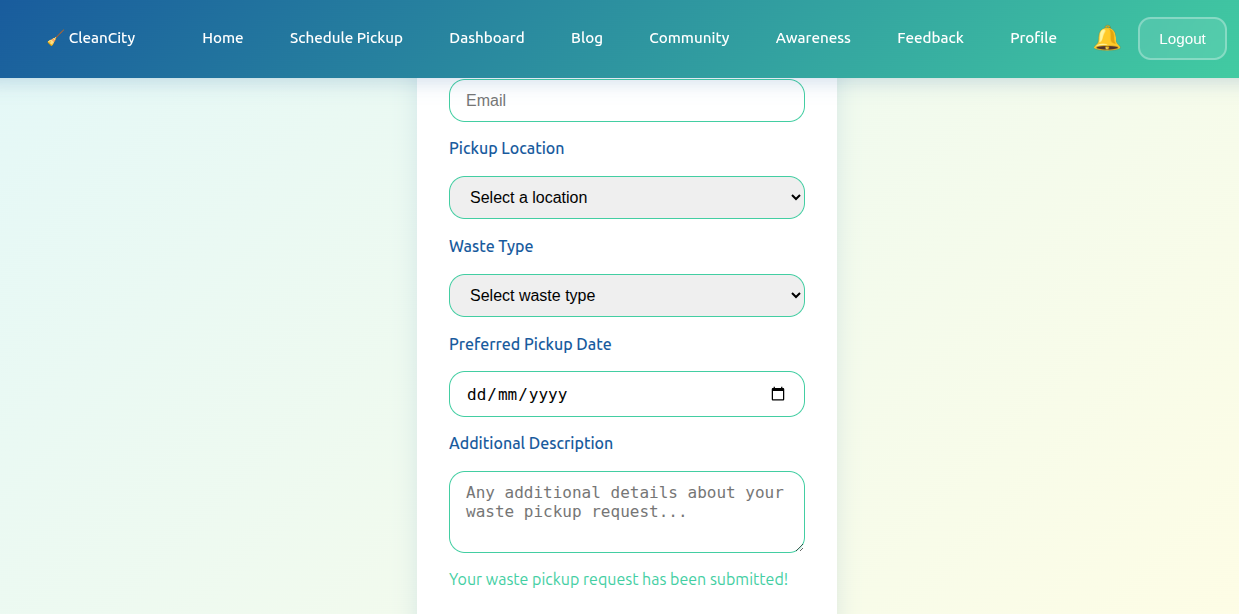 CleanCity Home Schedule Pickup Dashboard Blog Community Awareness Feedback Profile Logout
Email
Pickup Location
Select a location
Waste Type
Select waste type
Preferred Pickup Date
dd/mm/yyyy
Additional Description
Any additional details about your
waste pickup request...
Your waste pickup request has been submitted!